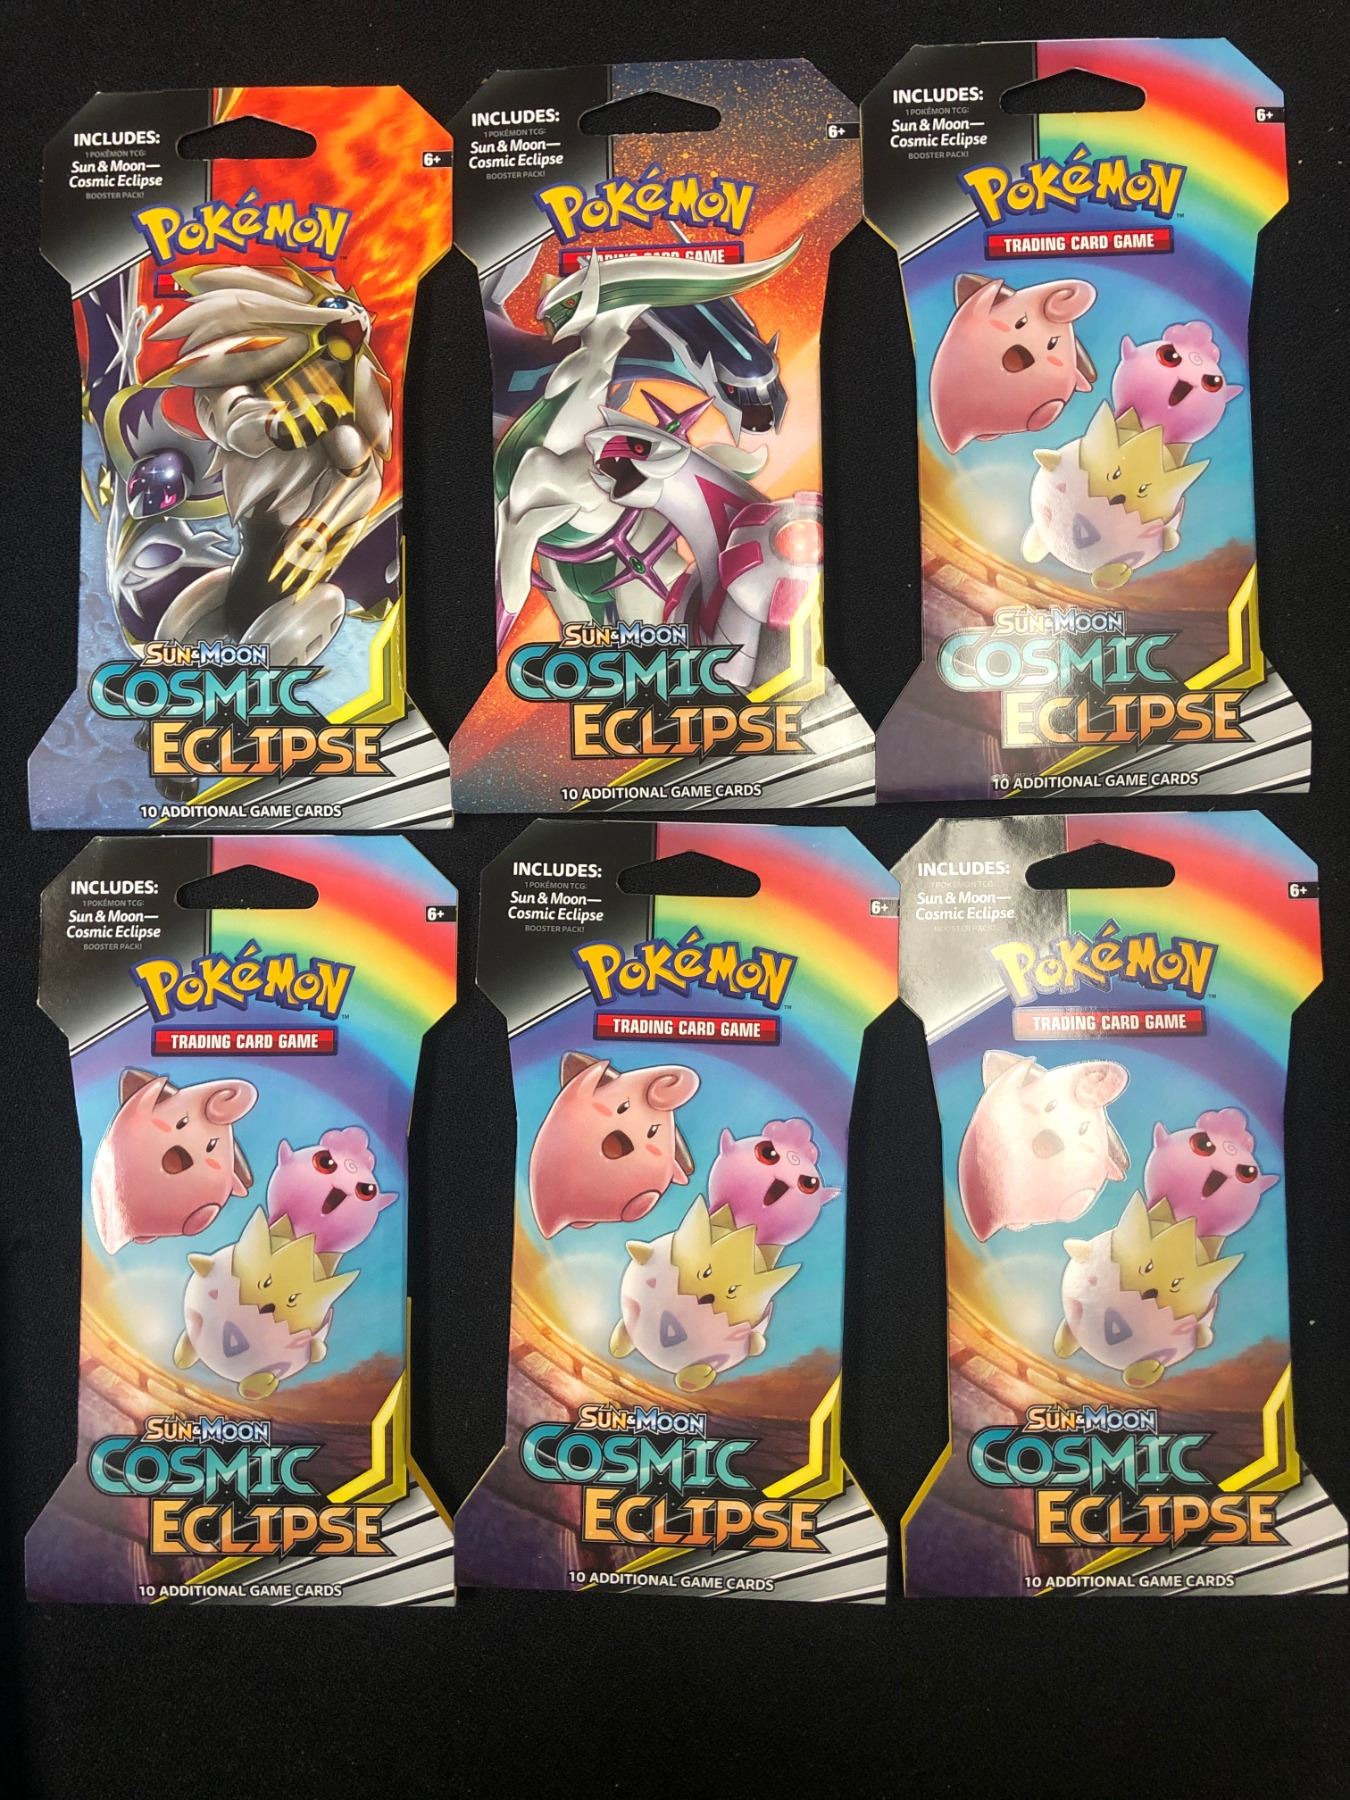 INCLUDES:
1 POKÉMON TCG:
Sun & Moon—
Cosmic Eclipse
BOOSTER PACK!
6+
POKéMON
SUN & MOON
COSMIC
ECLIPSE
10 ADDITIONAL GAME CARDS
INCLUDES:
1 POKÉMON TCG:
Sun & Moon—
Cosmic Eclipse
BOOSTER PACK!
6+
POKéMON
CARD GAME
SUN & MOON
COSMIC
ECLIPSE
10 ADDITIONAL GAME CARDS
INCLUDES:
1 POKÉMON TCG:
Sun & Moon—
Cosmic Eclipse
BOOSTER PACK!
6+
POKéMON
TRADING CARD GAME
SUN & MOON
COSMIC
ECLIPSE
10 ADDITIONAL GAME CARDS
INCLUDES:
1 POKÉMON TCG:
Sun & Moon—
Cosmic Eclipse
BOOSTER PACK!
6+
POKéMON™
TRADING CARD GAME
SUN & MOON
COSMIC
ECLIPSE
10 ADDITIONAL GAME CARDS
INCLUDES:
1 POKÉMON TCG:
Sun & Moon—
Cosmic Eclipse
BOOSTER PACK!
6+
POKéMON
TRADING CARD GAME
SUN & MOON
COSMIC
ECLIPSE
10 ADDITIONAL GAME CARDS
INCLUDES:
1 POKÉMON TCG:
Sun & Moon—
Cosmic Eclipse
BOOSTER PACK!
6+
POKéMON
TRADING CARD GAME
SUN & MOON
COSMIC
ECLIPSE
10 ADDITIONAL GAME CARDS